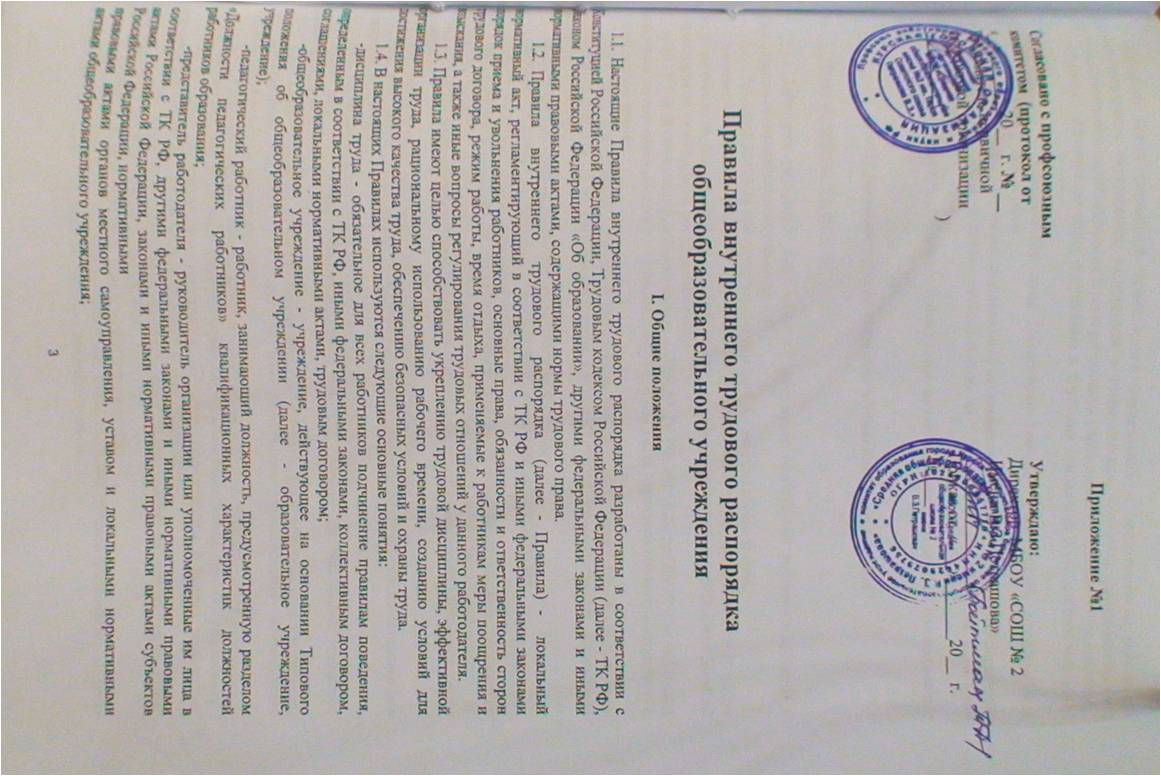 Приложение №1
Согласовано с профсоюзным
комитетом (протокол от
20__ г. № __
первичной
организации
)
Утверждаю:
Директор МБОУ «СОШ № 2
20__ г.
Правила внутреннего трудового распорядка
общеобразовательного учреждения
I. Общие положения
1.1. Настоящие Правила внутреннего трудового распорядка разработаны в соответствии с
Конституцией Российской Федерации, Трудовым кодексом Российской Федерации (далее - ТК РФ),
Законом Российской Федерации «Об образовании», другими федеральными законами и иными
нормативными правовыми актами, содержащими нормы трудового права.
1.2. Правила внутреннего трудового распорядка (далее - Правила) - локальный
нормативный акт, регламентирующий в соответствии с ТК РФ и иными федеральными законами
порядок приема и увольнения работников, основные права, обязанности и ответственность сторон
трудового договора, режим работы, время отдыха, применяемые к работникам меры поощрения и
взыскания, а также иные вопросы регулирования трудовых отношений у данного работодателя.
1.3. Правила имеют целью способствовать укреплению трудовой дисциплины, эффективной
организации труда, рациональному использованию рабочего времени, созданию условий для
достижения высокого качества труда, обеспечению безопасных условий и охраны труда.
1.4. В настоящих Правилах используются следующие основные понятия:
-дисциплина труда - обязательное для всех работников подчинение правилам поведения,
определенным в соответствии с ТК РФ, иными федеральными законами, коллективным договором,
соглашениями, локальными нормативными актами, трудовым договором;
-общеобразовательное учреждение - учреждение, действующее на основании Типового
положения об общеобразовательном учреждении (далее - образовательное учреждение,
учреждение);
-педагогический работник - работник, занимающий должность, предусмотренную разделом
«Должности педагогических работников» квалификационных характеристик должностей
работников образования;
-представитель работодателя - руководитель организации или уполномоченные им лица в
соответствии с ТК РФ, другими федеральными законами и иными нормативными правовыми
актами Российской Федерации, законами и иными нормативными правовыми актами субъектов
Российской Федерации, нормативными
правовыми актами органов местного самоуправления, уставом и локальными нормативными
актами общеобразовательного учреждения;
3